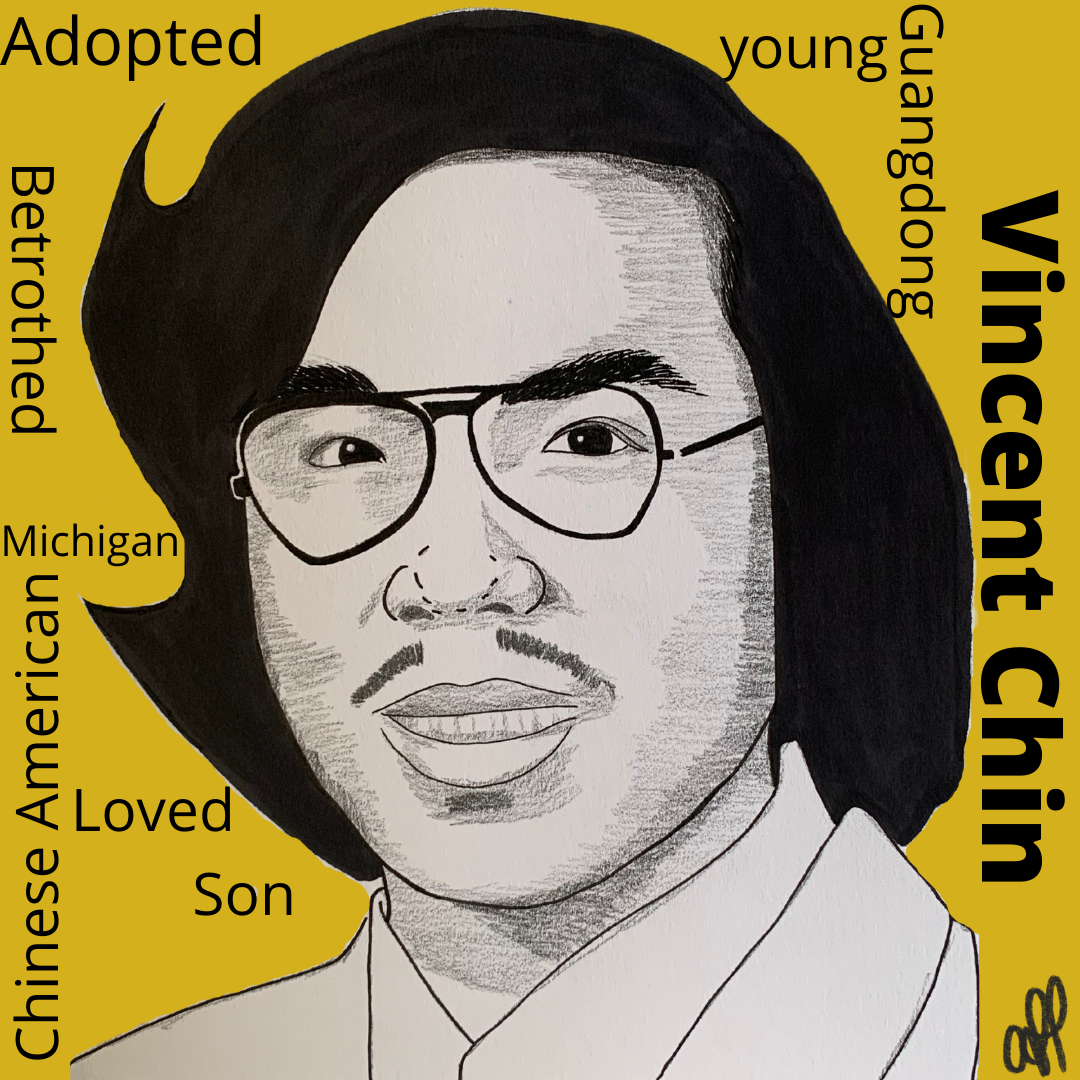 Adopted
young
Guangdong
Betrothed
Vincent Chin
Michigan
Chinese American
Loved
Son